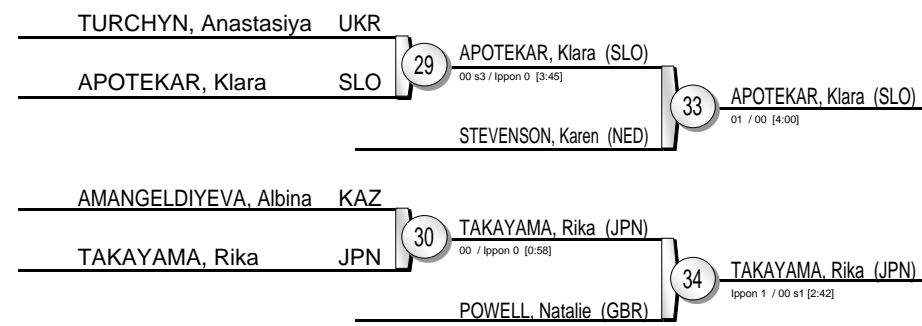 TURCHYN, Anastasiya UKR
APOTEKAR, Klara SLO
29
APOTEKAR, Klara (SLO)
00 s3 / Ippon 0 [3:45]
STEVENSON, Karen (NED)
33
APOTEKAR, Klara (SLO)
01 / 00 [4:00]
AMANGELDIYEVA, Albina KAZ
TAKAYAMA, Rika JPN
30
TAKAYAMA, Rika (JPN)
00 / Ippon 0 [0:58]
POWELL, Natalie (GBR)
34
TAKAYAMA, Rika (JPN)
Ippon 1 / 00 s1 [2:42]